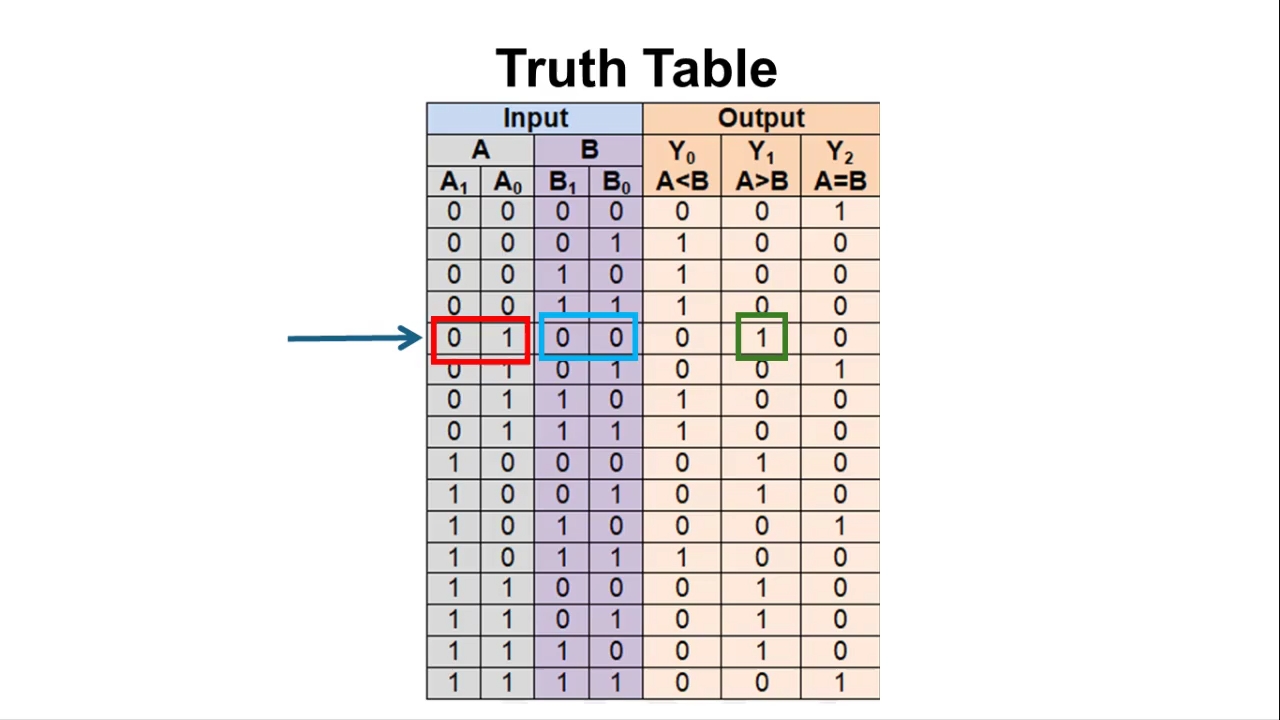 Truth Table
Input Output
A B Y₀ Y₁ Y₂
A₁ A₀ B₁ B₀ A<B A>B A=B
0 0 0 0 0 0 1
0 0 0 1 1 0 0
0 0 1 0 1 0 0
0 0 1 1 1 0 0
0 1 0 0 0 1 0
0 1 0 1 0 0 1
0 1 1 0 1 0 0
0 1 1 1 1 0 0
1 0 0 0 0 1 0
1 0 0 1 0 1 0
1 0 1 0 0 0 1
1 0 1 1 1 0 0
1 1 0 0 0 1 0
1 1 0 1 0 1 0
1 1 1 0 0 1 0
1 1 1 1 0 0 1